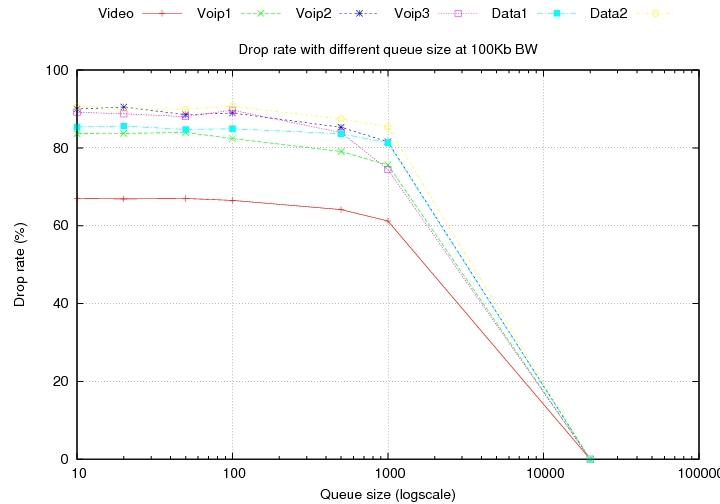 Video Voip1 Voip2 Voip3 Data1 Data2
Drop rate with different queue size at 100Kb BW
100
80
60
40
20
0
Drop rate (%)
10 100 1000 10000 100000
Queue size (logscale)